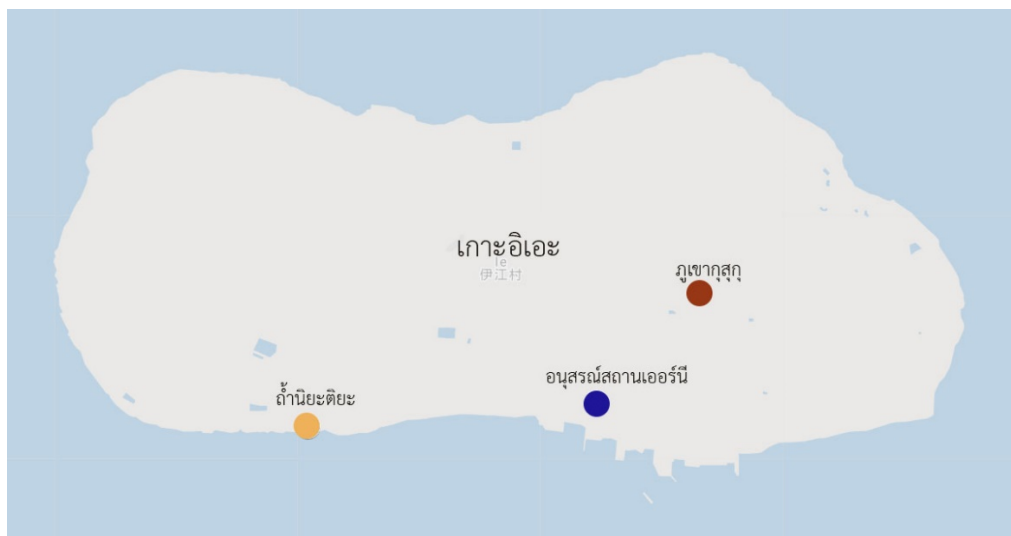 เกาะอิเอะ
Ie
伊江村
ภูเขากุสุกุ
อนุสรณ์สถานเออร์นี
ถ้ำนิยะติยะ